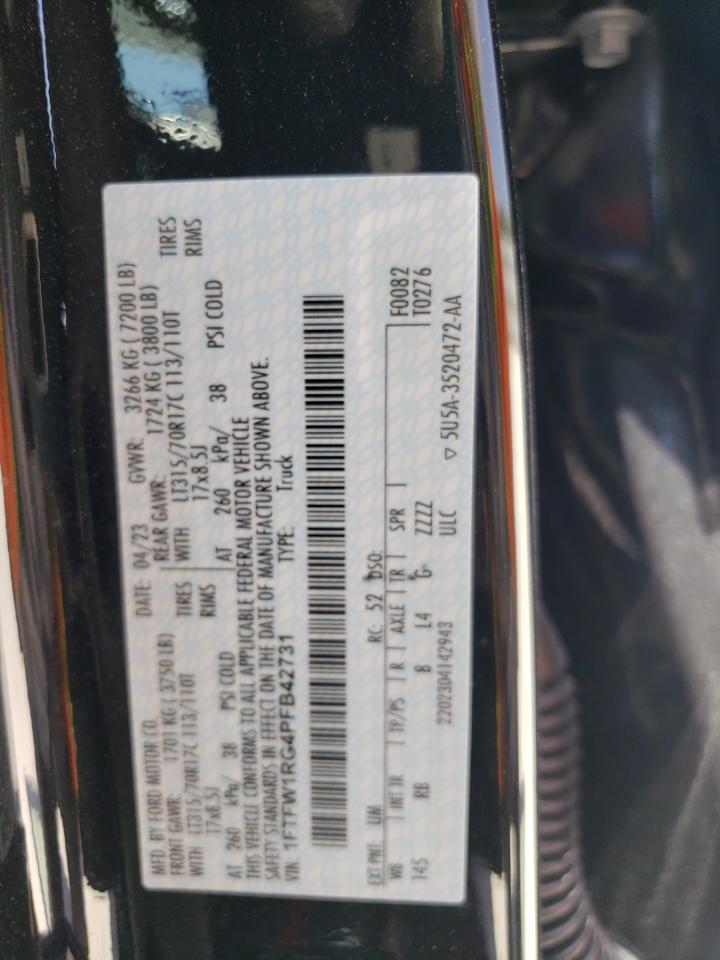 MFD BY FORD MOTOR CO. DATE: 04/23 GVWR: 3266 KG ( 7200 LB)
FRONT GAWR: 1701 KG ( 3750 LB) REAR GAWR: 1724 KG ( 3800 LB)
WITH LT315/70R17C 113/110T TIRES WITH LT315/70R17C 113/110T TIRES
17x8.5J RIMS 17x8.5J RIMS
AT 260 kPa/ 38 PSI COLD AT 260 kPa/ 38 PSI COLD
THIS VEHICLE CONFORMS TO ALL APPLICABLE FEDERAL MOTOR VEHICLE
SAFETY STANDARDS IN EFFECT ON THE DATE OF MANUFACTURE SHOWN ABOVE.
VIN: 1FTFW1RG4PFB42731 TYPE: Truck
EXT PNT: UM RC: 52 DSO: F0082
WB INT TR TP/PS R AXLE TR SPR T0276
145 RB B L4 G ZZZZ
2202304142943 ULC ▽ 5U5A-3520472-AA